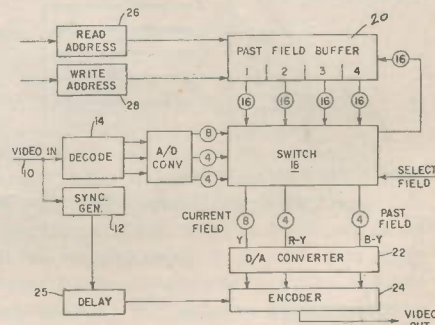 26
READ
ADDRESS
WRITE
ADDRESS
28
20
PAST FIELD BUFFER
1 2 3 4
16
16 16 16 16
14
VIDEO IN
10
DECODE
A/D
CONV
8
4
4
SWITCH
18
SELECT
FIELD
SYNC.
GEN.
12
CURRENT
FIELD
8 4 4
PAST
FIELD
Y R-Y B-Y
D/A CONVERTER
22
25
DELAY
ENCODER
24
VIDEO
OUT